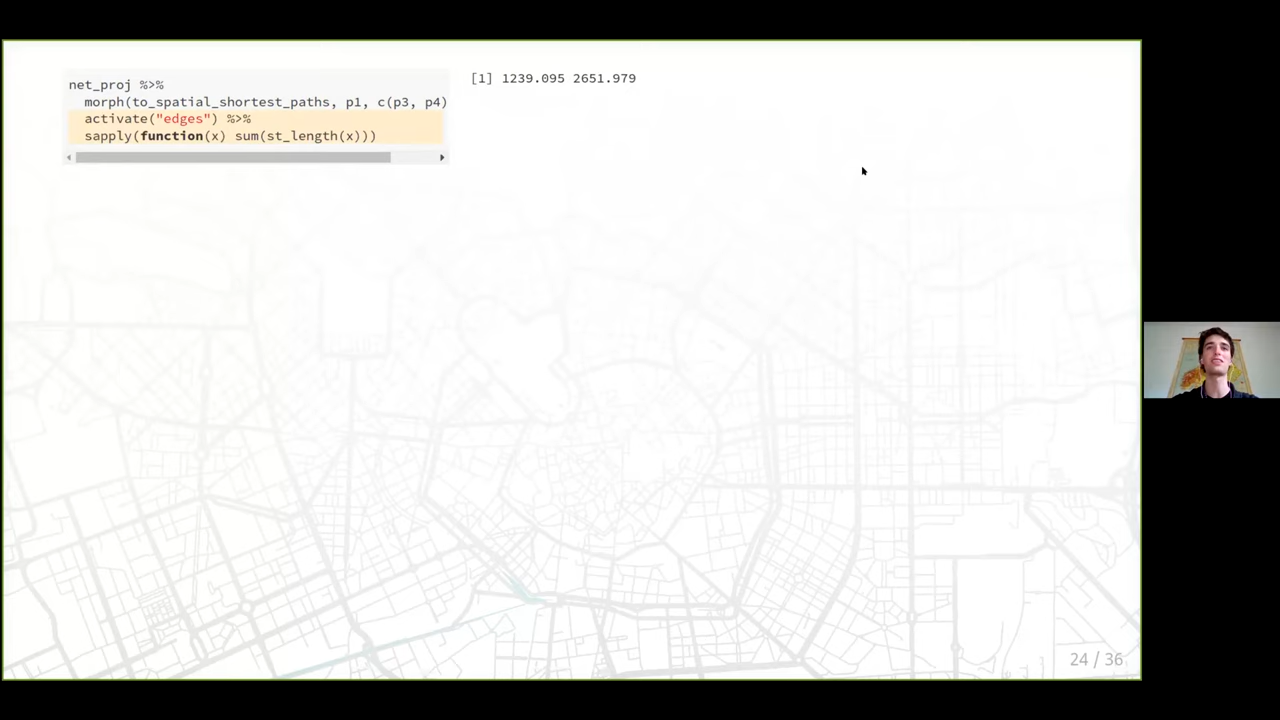 net_proj %>%
morph(to_spatial_shortest_paths, p1, c(p3, p4)
activate("edges") %>%
sapply(function(x) sum(st_length(x)))
[1] 1239.095 2651.979
24 / 36